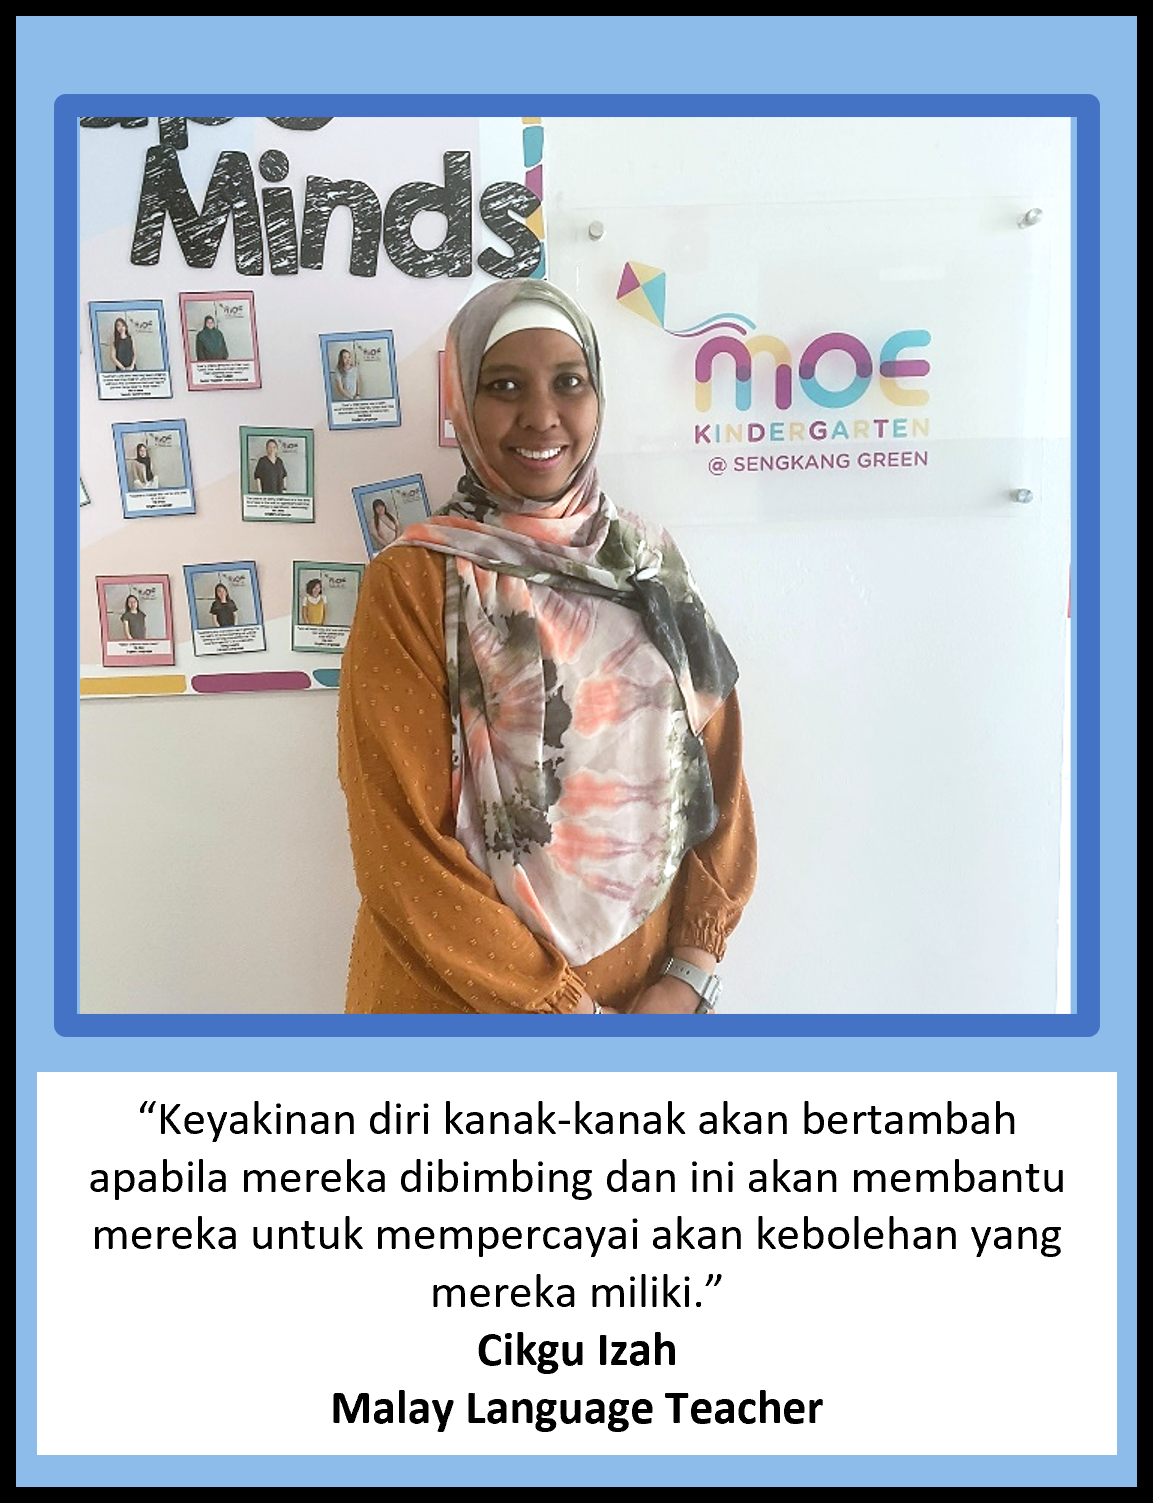 Minds
MOE
KINDERGARTEN
@ SENGKANG GREEN
“Keyakinan diri kanak-kanak akan bertambah
apabila mereka dibimbing dan ini akan membantu
mereka untuk mempercayai akan kebolehan yang
mereka miliki.”
Cikgu Izah
Malay Language Teacher